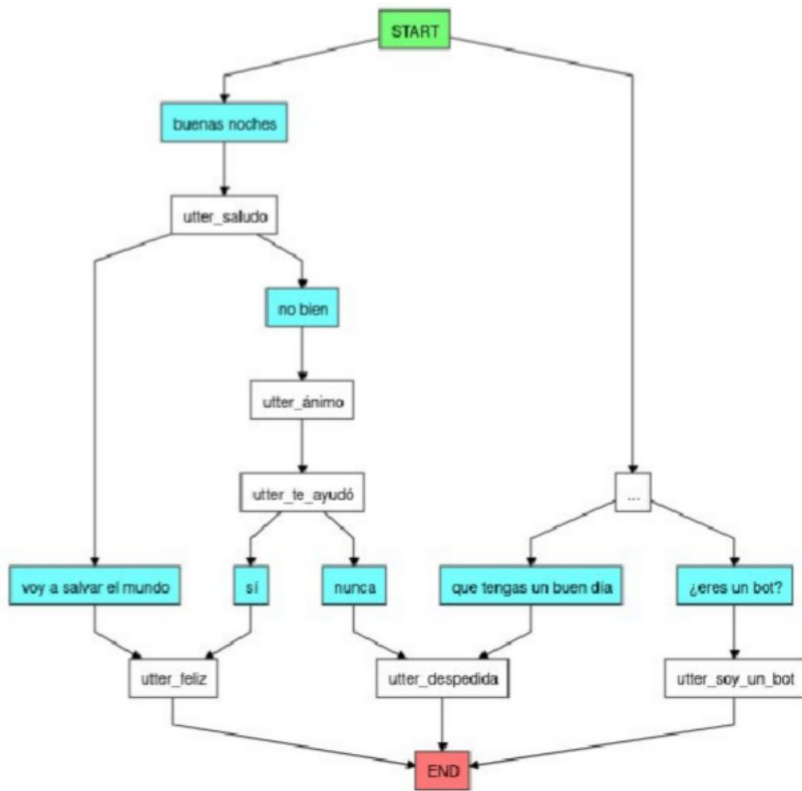 START
buenas noches
utter_saludo
no bien
utter_ánimo
utter_te_ayudó
...
voy a salvar el mundo
sí
nunca
que tengas un buen día
¿eres un bot?
utter_feliz
utter_despedida
utter_soy_un_bot
END